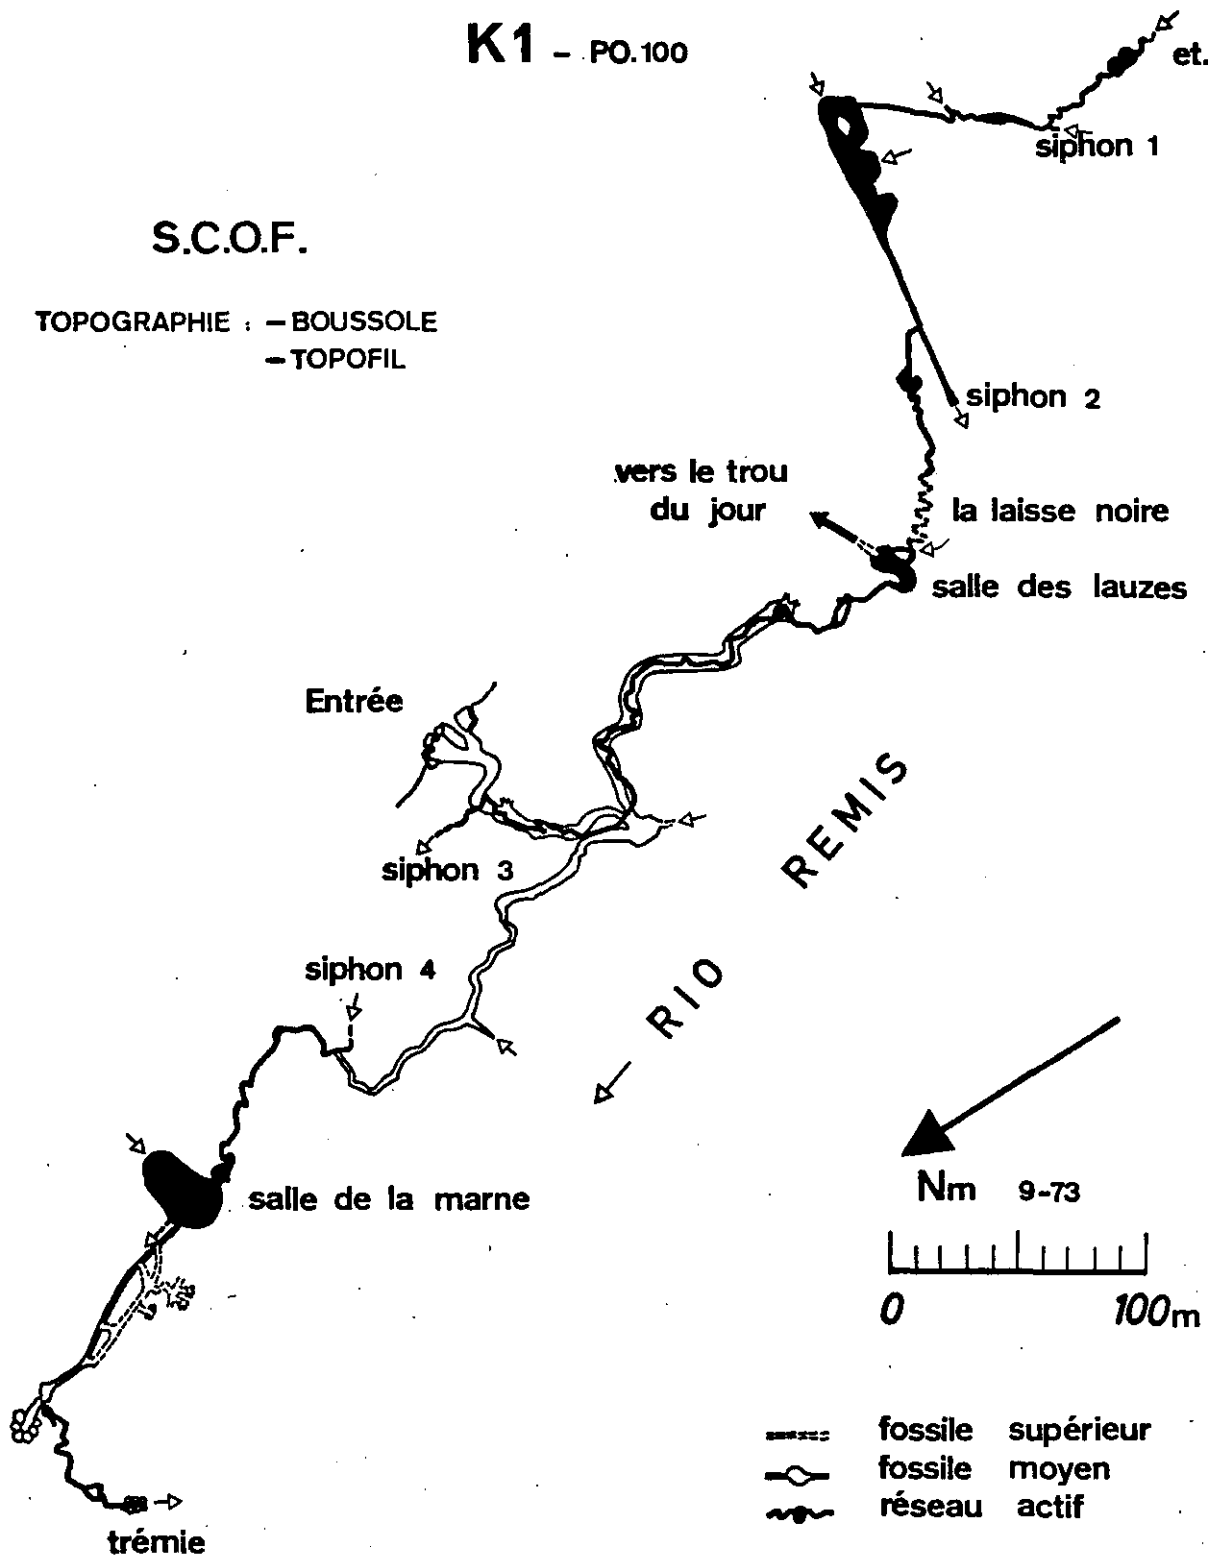 K1 - PO.100
et.
siphon 1
S.C.O.F.
TOPOGRAPHIE : - BOUSSOLE
- TOPOFIL
siphon 2
vers le trou
du jour
la laisse noire
salle des lauzes
Entrée
siphon 3
RIO REMIS
siphon 4
salle de la marne
Nm 9-73
0 100m
fossile supérieur
fossile moyen
réseau actif
trémie